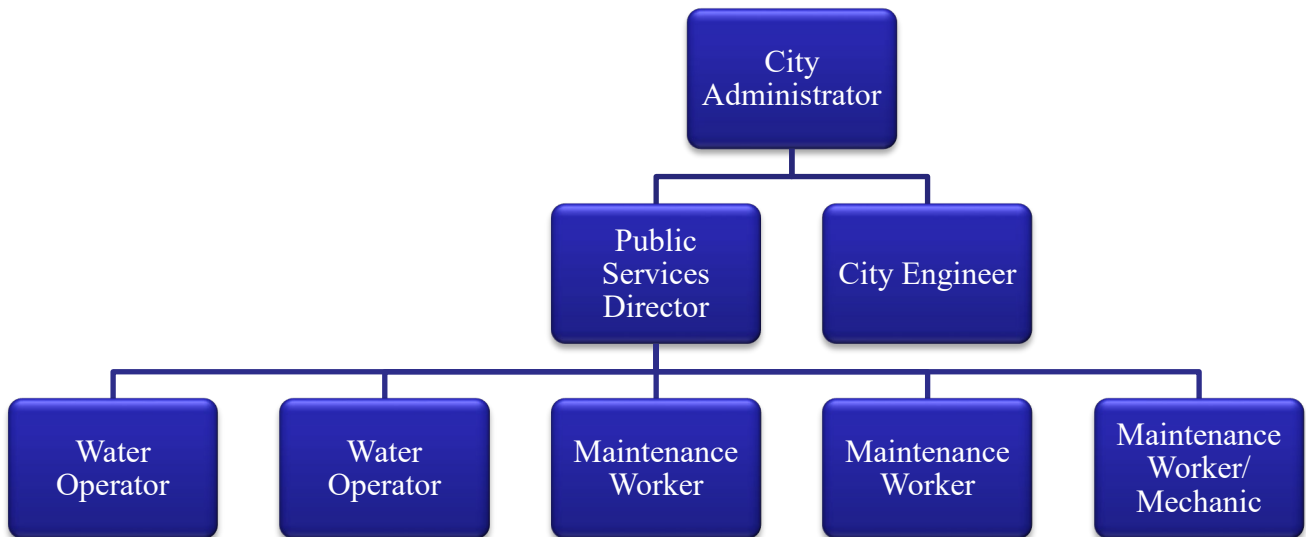 City
Administrator
Public
Services
Director
City Engineer
Water
Operator
Water
Operator
Maintenance
Worker
Maintenance
Worker
Maintenance
Worker/
Mechanic